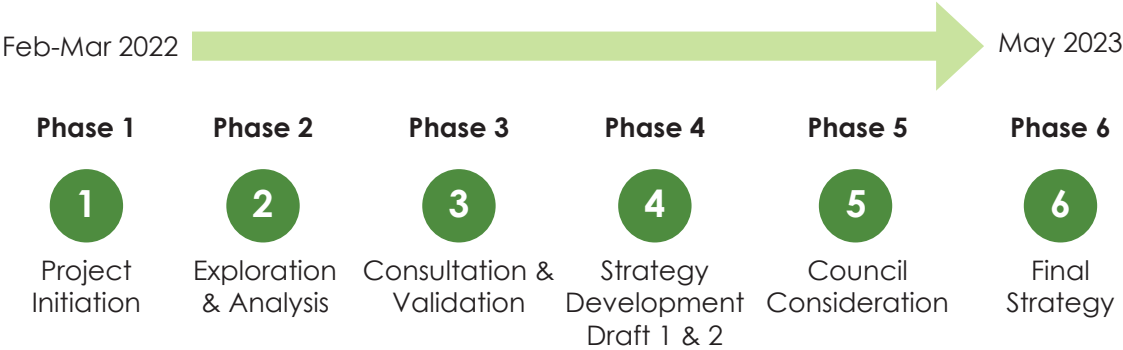 Feb-Mar 2022
May 2023
Phase 1
Phase 2
Phase 3
Phase 4
Phase 5
Phase 6
1
2
3
4
5
6
Project
Initiation
Exploration
& Analysis
Consultation &
Validation
Strategy
Development
Draft 1 & 2
Council
Consideration
Final
Strategy